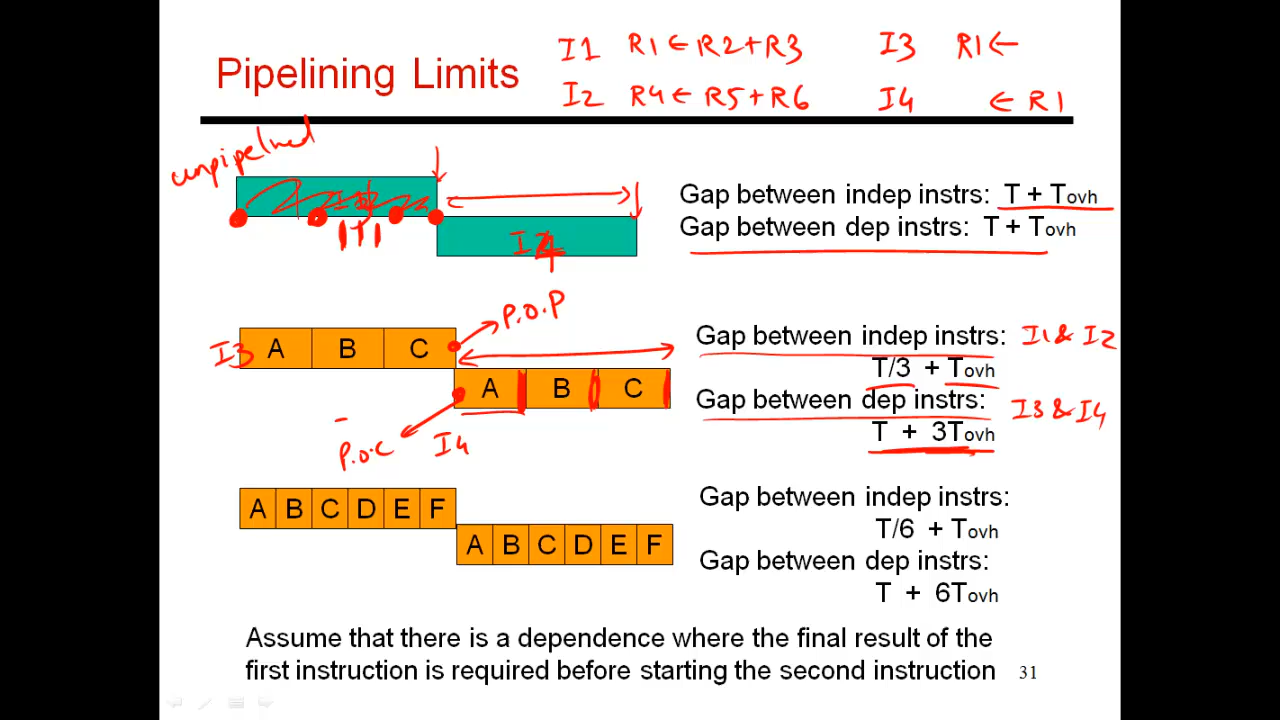 I1 R1 ← R2 + R3 I3 R1 ←
Pipelining Limits
I2 R4 ← R5 + R6 I4 ← R1
unpipelined
Gap between indep instrs: T + Tovh
Gap between dep instrs: T + Tovh
P.O.P
I3 A B C
Gap between indep instrs: I1 & I2
T/3 + Tovh
A B C
Gap between dep instrs: I3 & I4
T + 3Tovh
P.O.C I4
A B C D E F
Gap between indep instrs:
T/6 + Tovh
A B C D E F
Gap between dep instrs:
T + 6Tovh
Assume that there is a dependence where the final result of the
first instruction is required before starting the second instruction 31